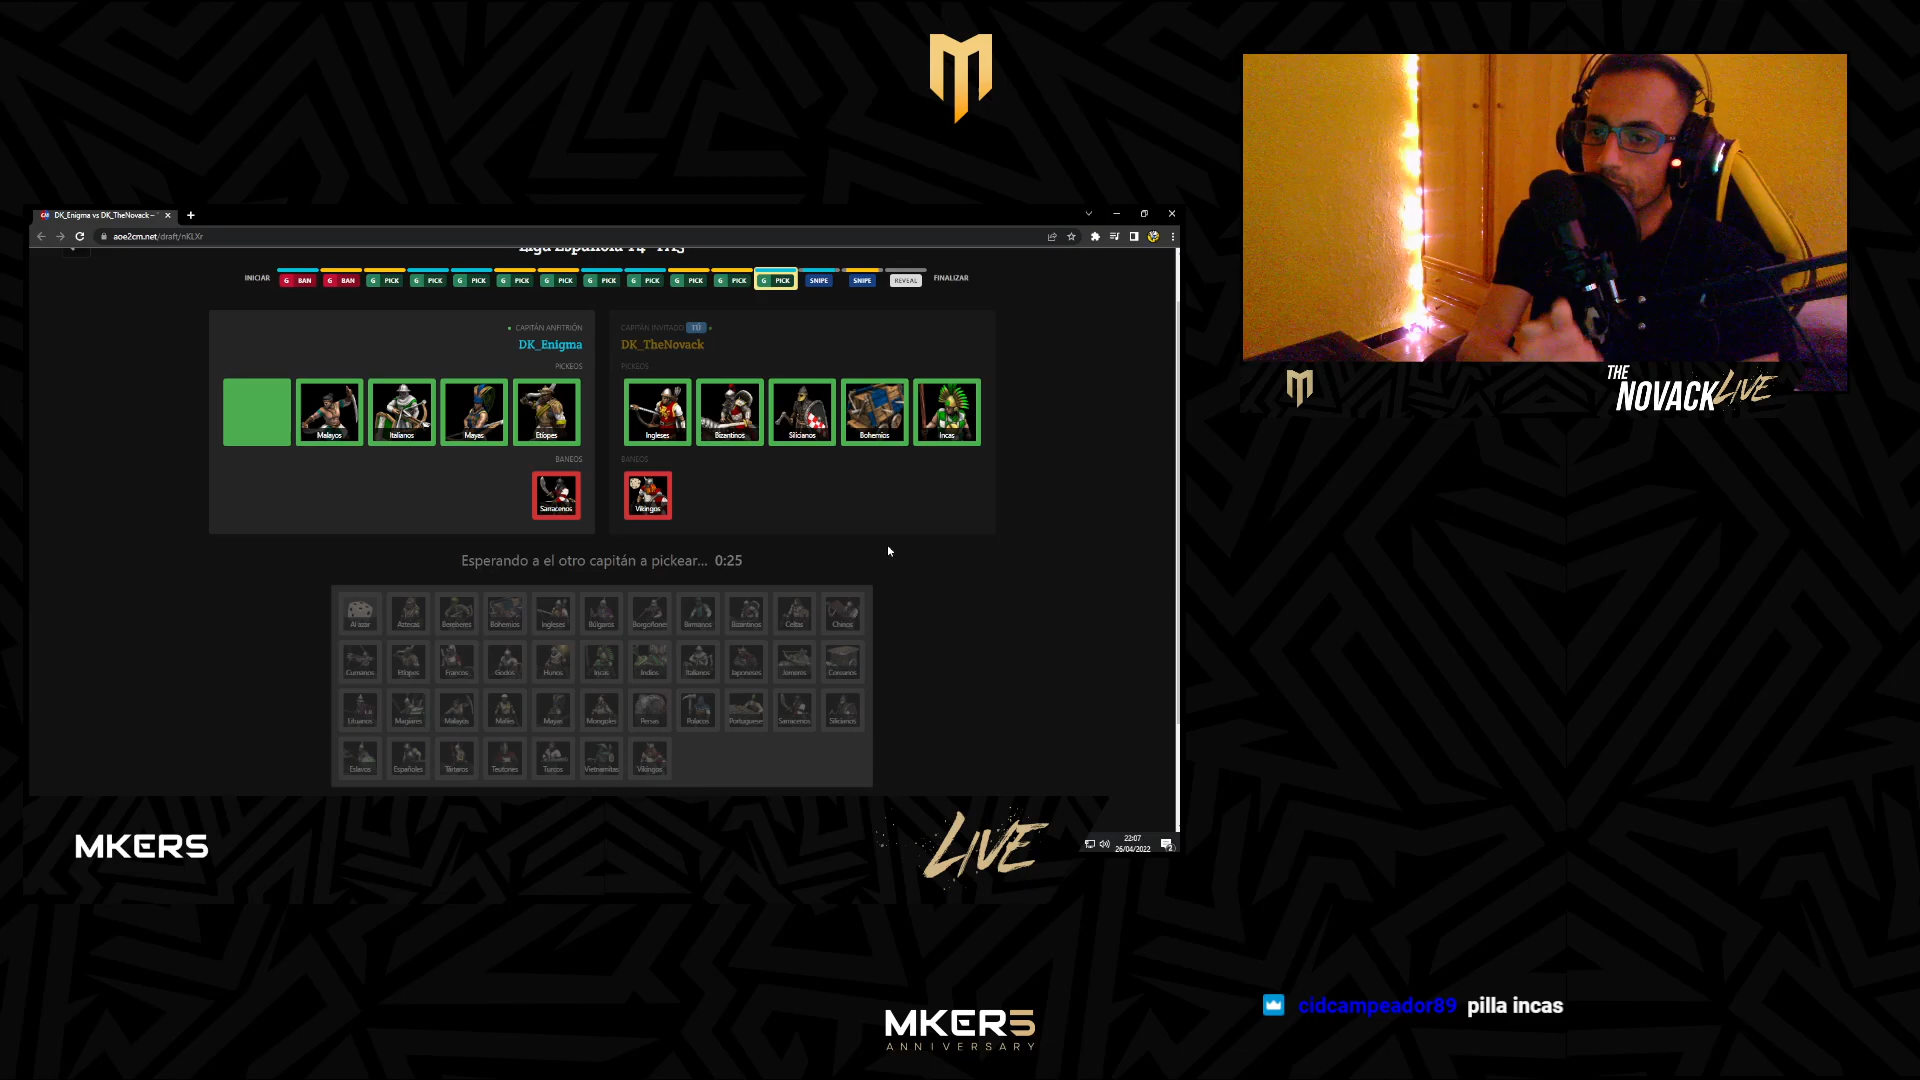 DK_Enigma vs DK_TheNovack –
aoe2cm.net/draft/nKLXr
INICIAR
G BAN
G BAN
G PICK
G PICK
G PICK
G PICK
G PICK
G PICK
G PICK
G PICK
G PICK
G PICK
SNIPE
SNIPE
REVEAL
FINALIZAR
CAPITÁN ANFITRIÓN
DK_Enigma
PICKEOS
Malayos
Italianos
Mayas
Etíopes
BANEOS
Sarracenos
CAPITÁN INVITADO TÚ
DK_TheNovack
PICKEOS
Ingleses
Bizantinos
Silicianos
Bohemios
Incas
BANEOS
Vikingos
Esperando a el otro capitán a pickear... 0:25
Al azar Aztecas Bereberes Bohemios Ingleses Búlgaros Borgoñones Birmanos Bizantinos Celtas Chinos
Cumanos Etíopes Francos Godos Hunos Incas Indios Italianos Japoneses Jemeres Coreanos
Lituanos Magiares Malayos Malíes Mayas Mongoles Persas Polacos Portugueses Sarracenos Silicianos
Eslavos Españoles Tártaros Teutones Turcos Vietnamitas Vikingos
22:07
26/04/2022
MKERS
LIVE
MKERS
ANNIVERSARY
THE
NOVACK LIVE
cidcampeador89 pilla incas